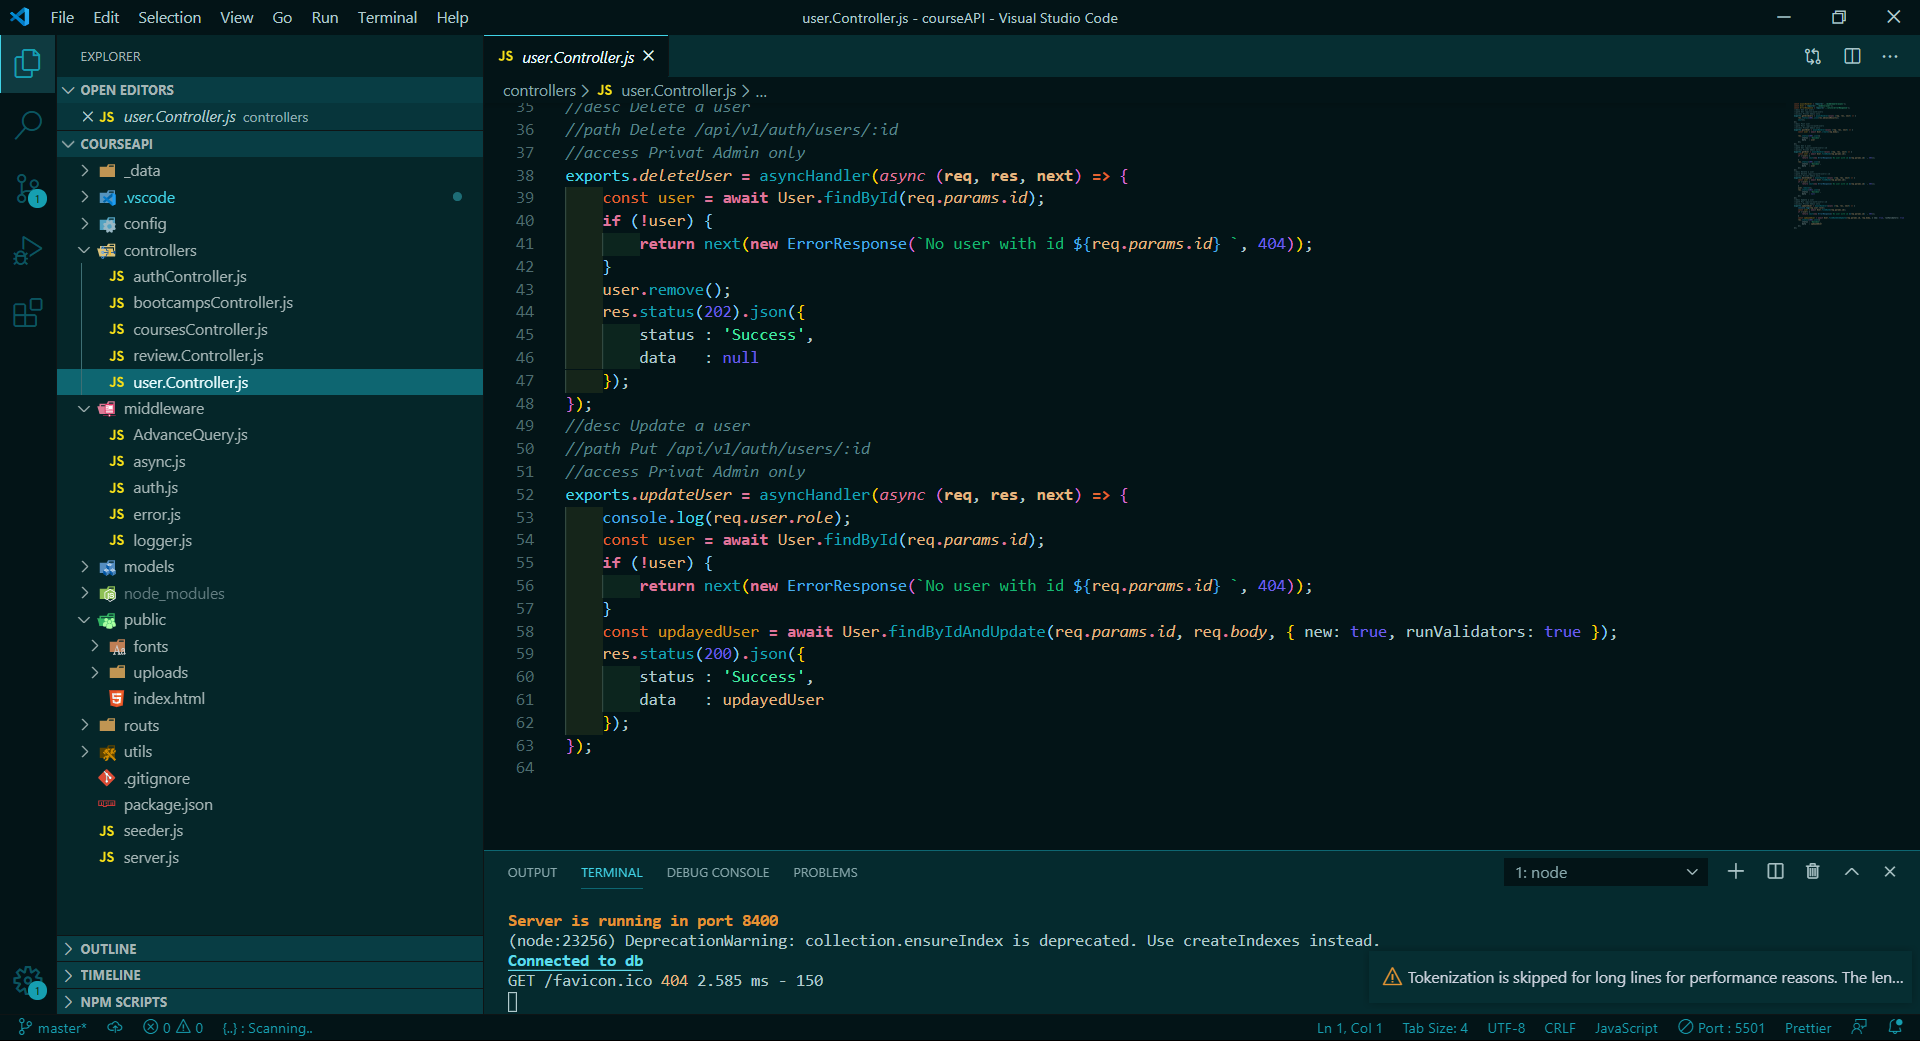 File Edit Selection View Go Run Terminal Help
user.Controller.js - courseAPI - Visual Studio Code
EXPLORER
OPEN EDITORS
JS user.Controller.js controllers
COURSEAPI
_data
.vscode
config
controllers
JS authController.js
JS bootcampsController.js
JS coursesController.js
JS review.Controller.js
JS user.Controller.js
middleware
JS AdvanceQuery.js
JS async.js
JS auth.js
JS error.js
JS logger.js
models
node_modules
public
fonts
uploads
index.html
routs
utils
.gitignore
package.json
JS seeder.js
JS server.js
OUTLINE
TIMELINE
NPM SCRIPTS
1
1
JS user.Controller.js
controllers > JS user.Controller.js > ...
35 //desc Delete a user
36 //path Delete /api/v1/auth/users/:id
37 //access Privat Admin only
38 exports.deleteUser = asyncHandler(async (req, res, next) => {
39 const user = await User.findById(req.params.id);
40 if (!user) {
41 return next(new ErrorResponse(`No user with id ${req.params.id} `, 404));
42 }
43 user.remove();
44 res.status(202).json({
45 status : 'Success',
46 data : null
47 });
48 });
49 //desc Update a user
50 //path Put /api/v1/auth/users/:id
51 //access Privat Admin only
52 exports.updateUser = asyncHandler(async (req, res, next) => {
53 console.log(req.user.role);
54 const user = await User.findById(req.params.id);
55 if (!user) {
56 return next(new ErrorResponse(`No user with id ${req.params.id} `, 404));
57 }
58 const updayedUser = await User.findByIdAndUpdate(req.params.id, req.body, { new: true, runValidators: true });
59 res.status(200).json({
60 status : 'Success',
61 data : updayedUser
62 });
63 });
64
OUTPUT TERMINAL DEBUG CONSOLE PROBLEMS
1: node
Server is running in port 8400
(node:23256) DeprecationWarning: collection.ensureIndex is deprecated. Use createIndexes instead.
Connected to db
GET /favicon.ico 404 2.585 ms - 150
Tokenization is skipped for long lines for performance reasons. The len...
master* 0 0 {..} : Scanning..
Ln 1, Col 1 Tab Size: 4 UTF-8 CRLF JavaScript Port : 5501 Prettier